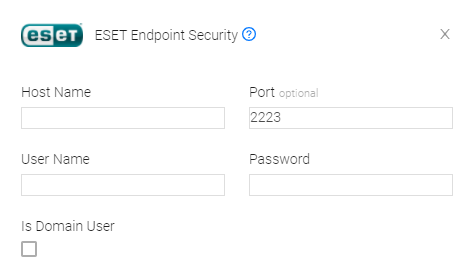 eseT ESET Endpoint Security ?
X
Host Name
Port optional
2223
User Name
Password
Is Domain User